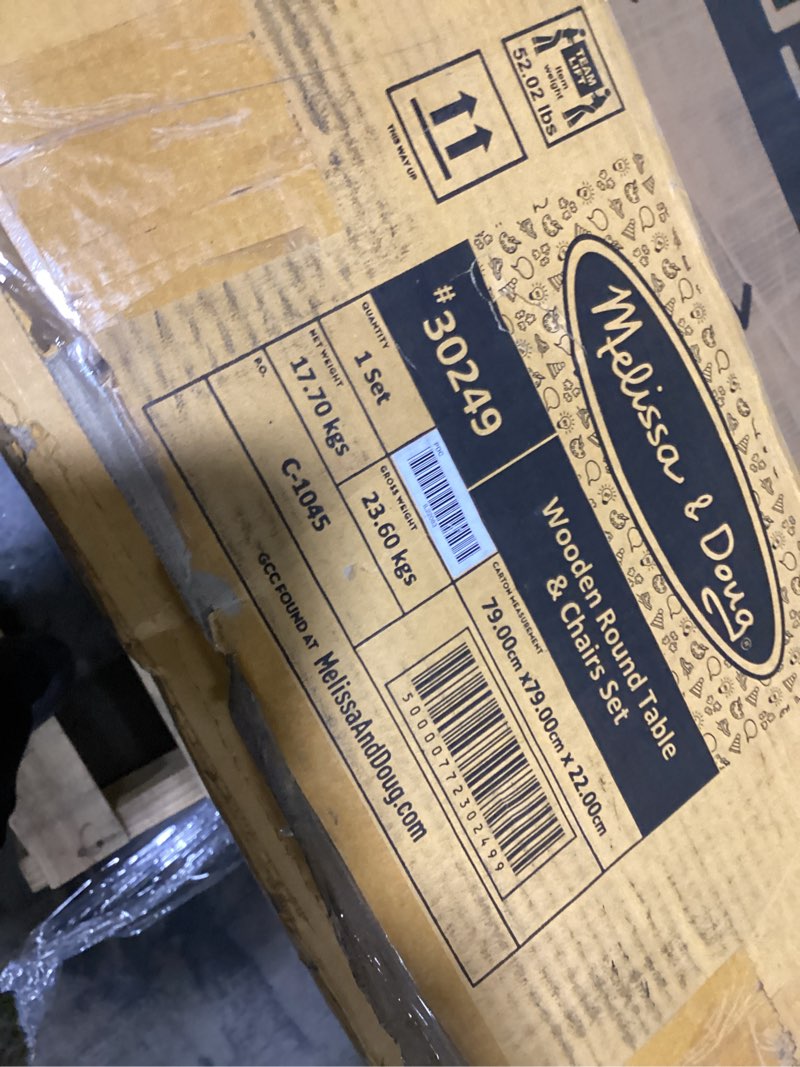 TEAM
LIFT
Item
weight
52.02 lbs
THIS WAY UP
Melissa & Doug®
# 30249
Wooden Round Table
& Chairs Set
QUANTITY
1 Set
CARTON MEASUREMENT
79.00cm x79.00cm x 22.00cm
NET WEIGHT
17.70 kgs
GROSS WEIGHT
23.60 kgs
P.O.
C-1045
50000772302499
GCC FOUND AT MelissaAndDoug.com